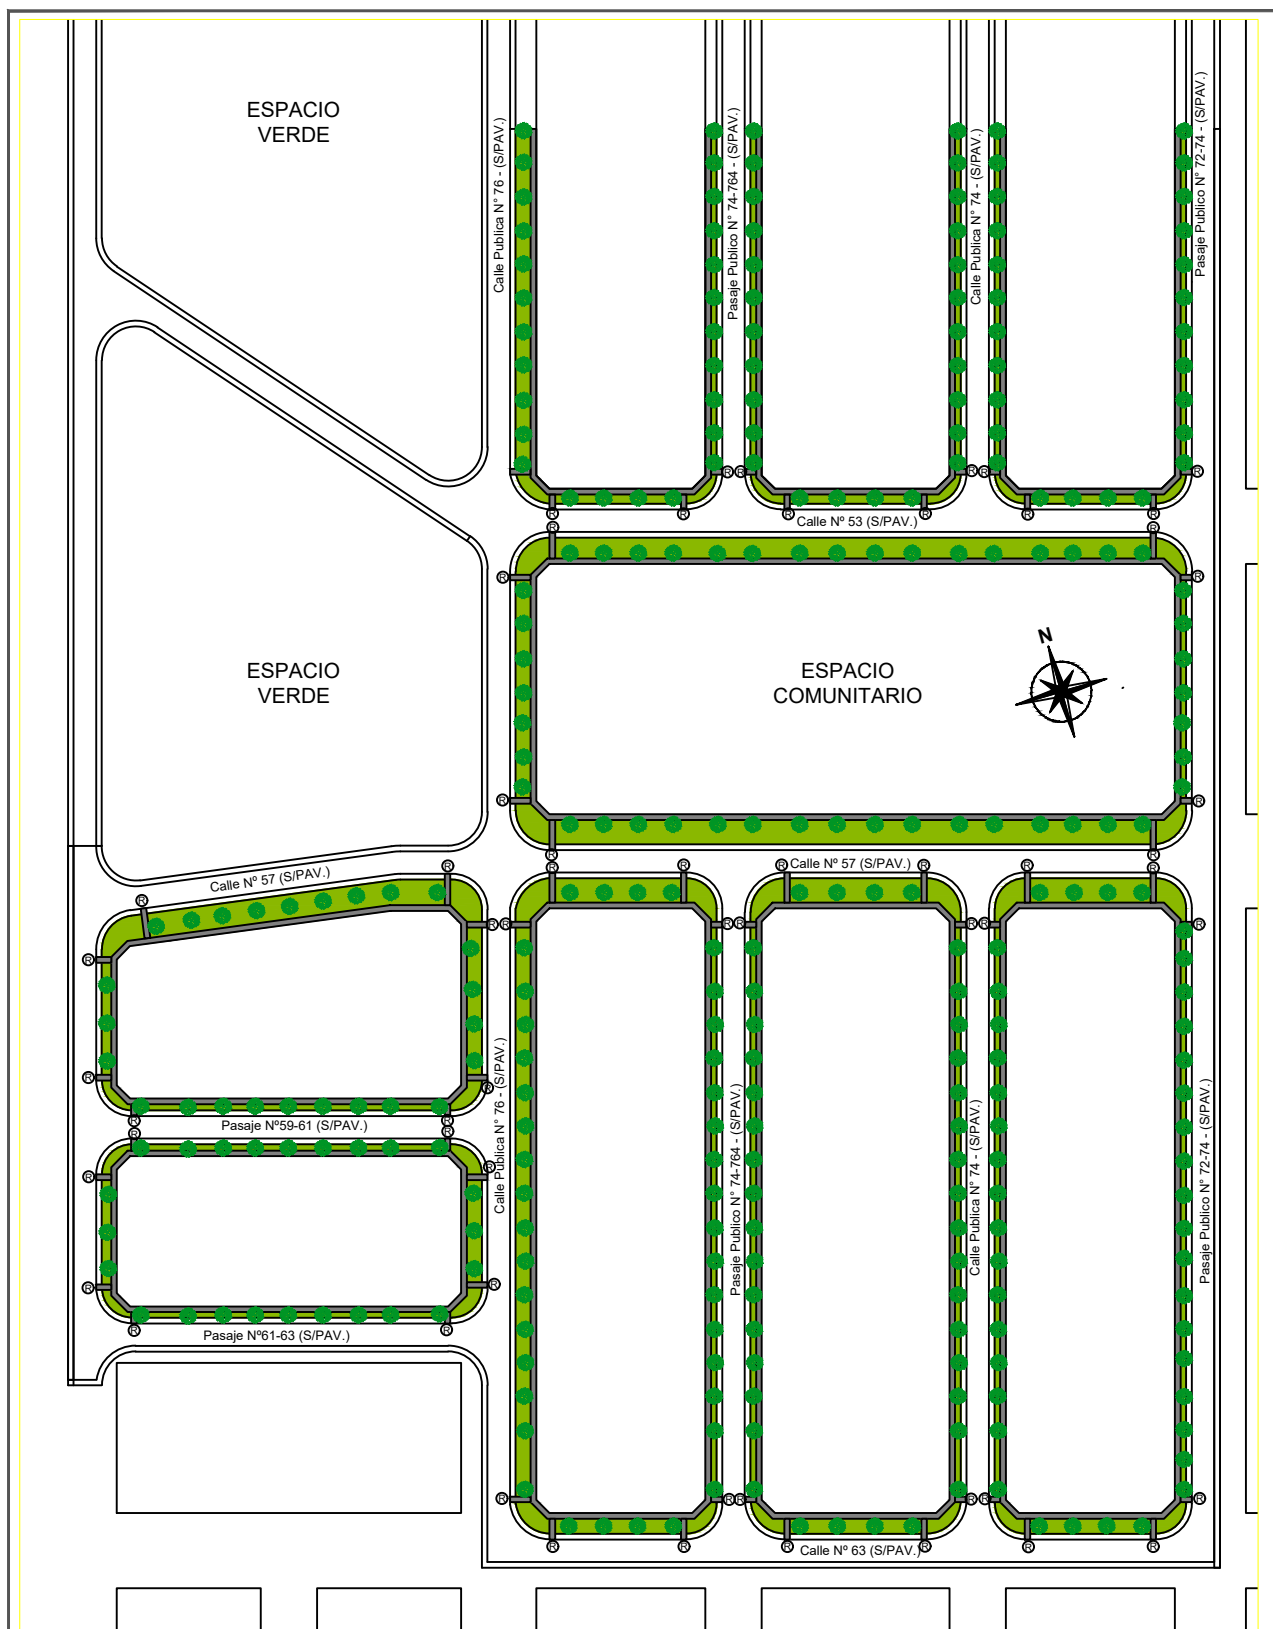 ESPACIO
VERDE
Calle Publica N° 76 - (S/PAV.)
Pasaje Publico N° 74-764 - (S/PAV.)
Calle Publica N° 74 - (S/PAV.)
Pasaje Publico N° 72-74 - (S/PAV.)
R R R R R
R R R R R R
Calle Nº 53 (S/PAV.)
R R
R R
ESPACIO
VERDE
ESPACIO
COMUNITARIO
N
R R
R R
Calle Nº 57 (S/PAV.)
Calle Nº 57 (S/PAV.)
R R R R R R
R R
R R R R R R R
R
R R
Calle Publica N° 76 - (S/PAV.)
Pasaje Publico N° 74-764 - (S/PAV.)
Calle Publica N° 74 - (S/PAV.)
Pasaje Publico N° 72-74 - (S/PAV.)
R R
Pasaje Nº59-61 (S/PAV.)
R R
R R
R R
R R
Pasaje Nº61-63 (S/PAV.)
R R R R R R
R R R R R R
Calle Nº 63 (S/PAV.)